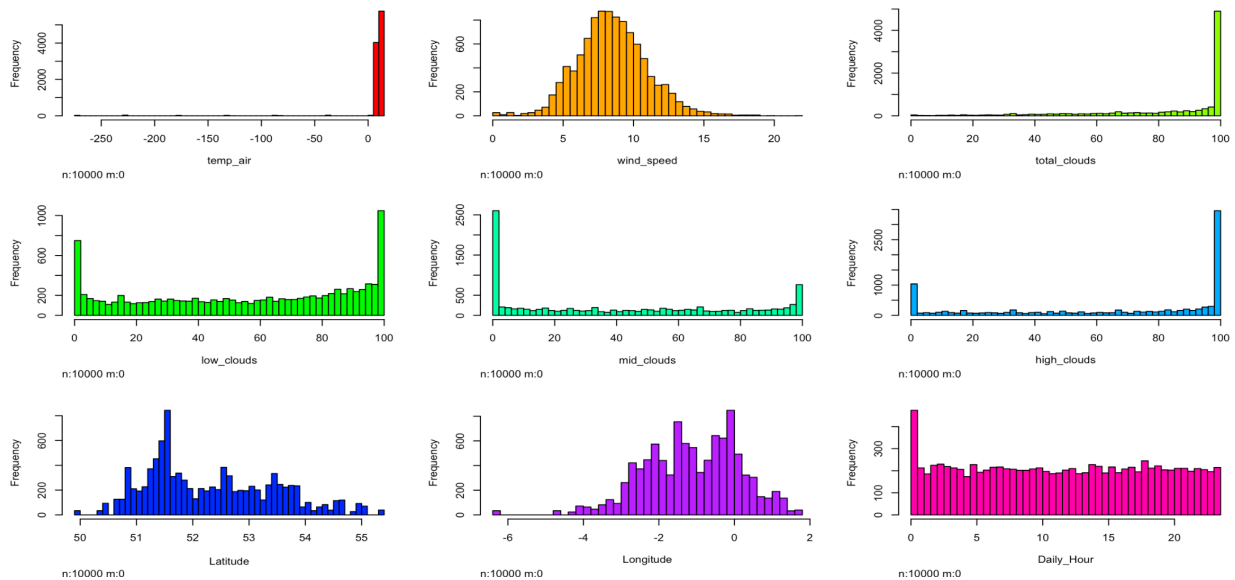 Frequency
0 2000 4000
-250 -200 -150 -100 -50 0
temp_air
n:10000 m:0
Frequency
0 200 600
0 5 10 15 20
wind_speed
n:10000 m:0
Frequency
0 2000 4000
0 20 40 60 80 100
total_clouds
n:10000 m:0
Frequency
0 200 600 1000
0 20 40 60 80 100
low_clouds
n:10000 m:0
Frequency
0 500 1500 2500
0 20 40 60 80 100
mid_clouds
n:10000 m:0
Frequency
0 1000 2500
0 20 40 60 80 100
high_clouds
n:10000 m:0
Frequency
0 200 600
50 51 52 53 54 55
Latitude
n:10000 m:0
Frequency
0 200 600
-6 -4 -2 0 2
Longitude
n:10000 m:0
Frequency
0 100 300
0 5 10 15 20
Daily_Hour
n:10000 m:0